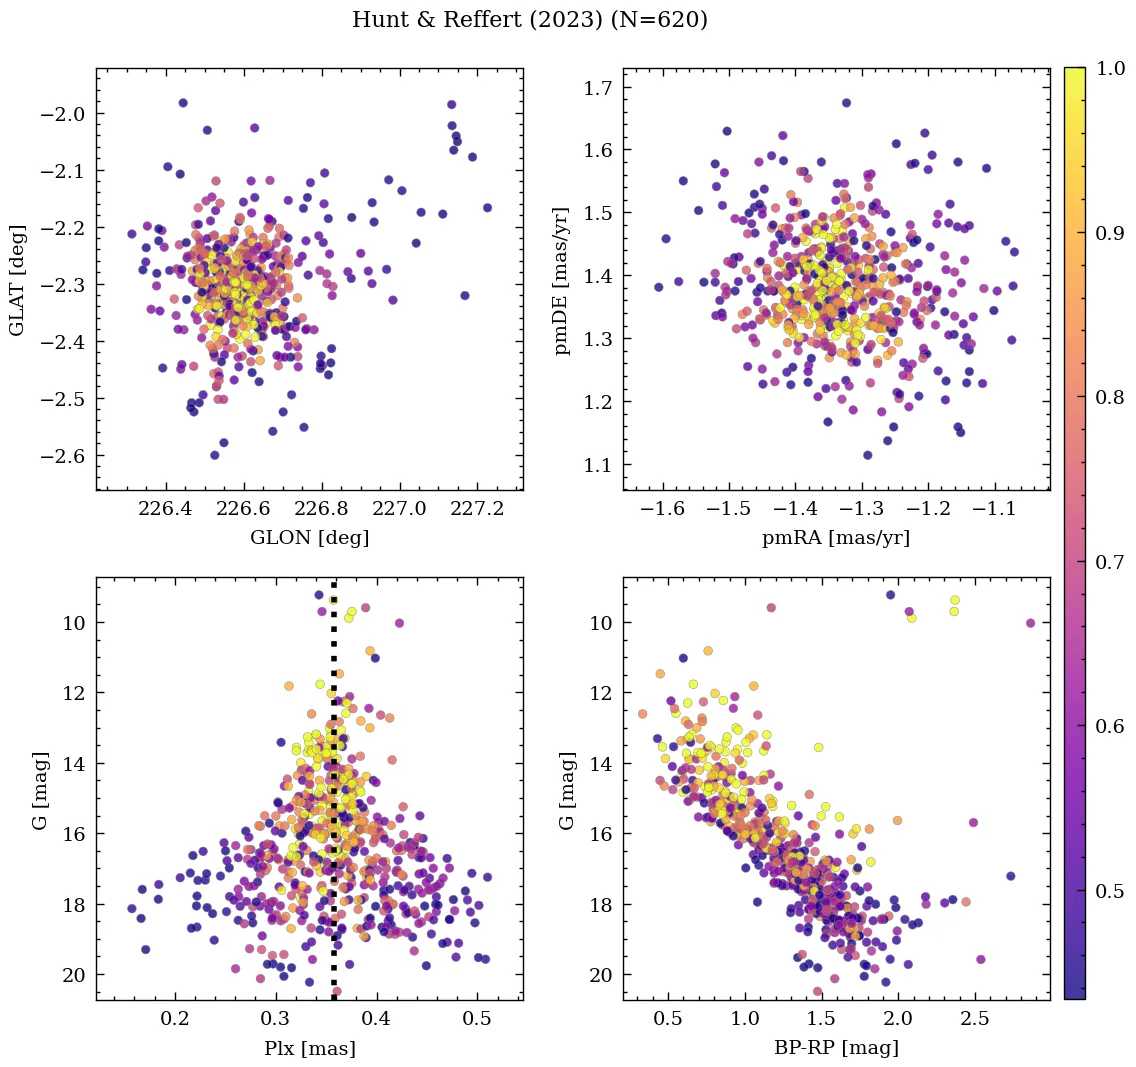 Hunt & Reffert (2023) (N=620)
−2.0
−2.1
−2.2
−2.3
−2.4
−2.5
−2.6
GLAT [deg]
226.4 226.6 226.8 227.0 227.2
GLON [deg]
1.7
1.6
1.5
1.4
1.3
1.2
1.1
pmDE [mas/yr]
−1.6 −1.5 −1.4 −1.3 −1.2 −1.1
pmRA [mas/yr]
10
12
14
16
18
20
G [mag]
0.2 0.3 0.4 0.5
Plx [mas]
10
12
14
16
18
20
G [mag]
0.5 1.0 1.5 2.0 2.5
BP-RP [mag]
1.0
0.9
0.8
0.7
0.6
0.5